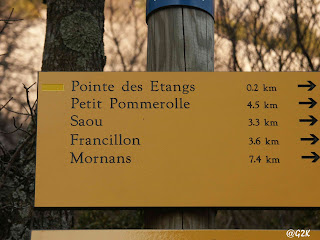 Pointe des Etangs 0.2 km →
Petit Pommerolle 4.5 km →
Saou 3.3 km →
Francillon 3.6 km →
Mornans 7.4 km →
@G2K